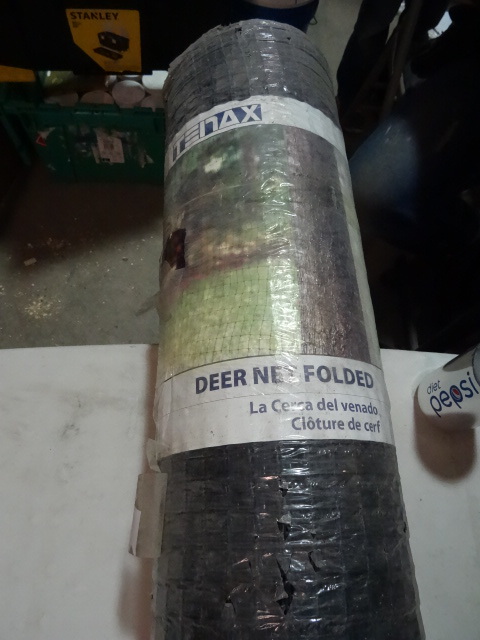 STANLEY
TENAX
DEER NET FOLDED
La Cerca del venado
Clôture de cerf
diet
pepsi